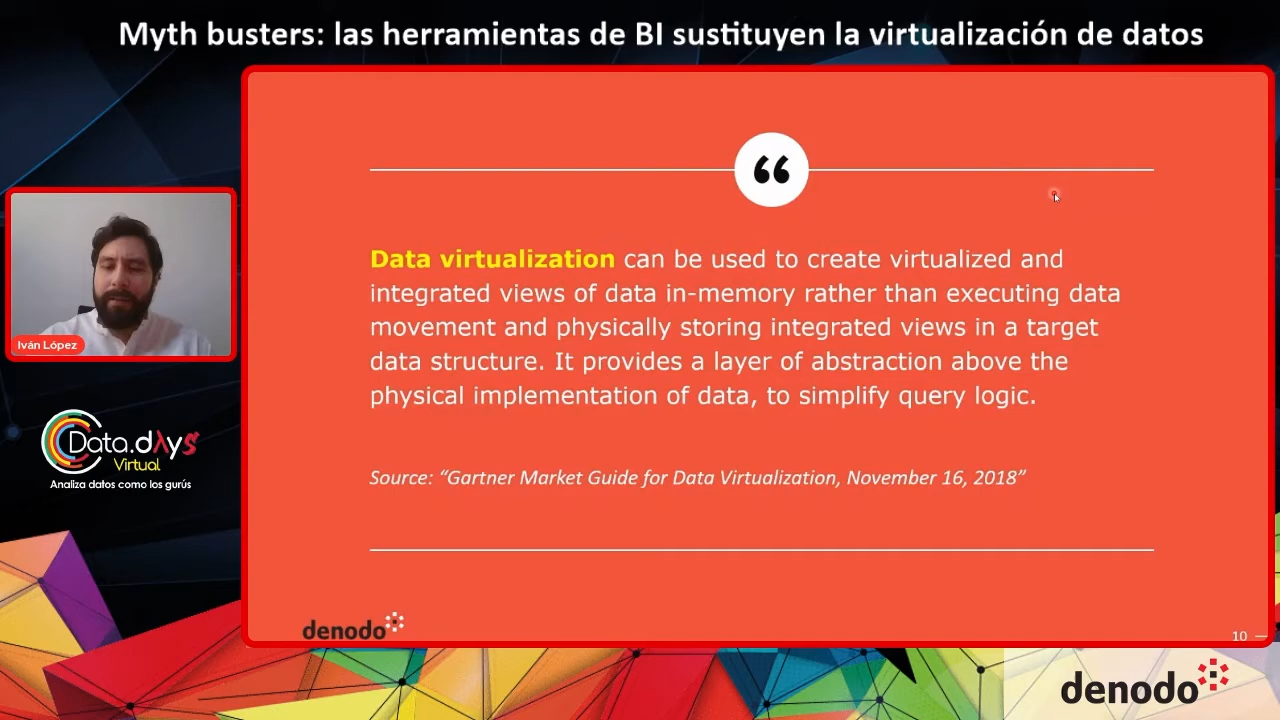 Myth busters: las herramientas de BI sustituyen la virtualización de datos
“
Data virtualization can be used to create virtualized and
integrated views of data in-memory rather than executing data
movement and physically storing integrated views in a target
data structure. It provides a layer of abstraction above the
physical implementation of data, to simplify query logic.
Source: “Gartner Market Guide for Data Virtualization, November 16, 2018”
denodo
10
Iván López
Data.dλys
Virtual
Analiza datos como los gurús
denodo